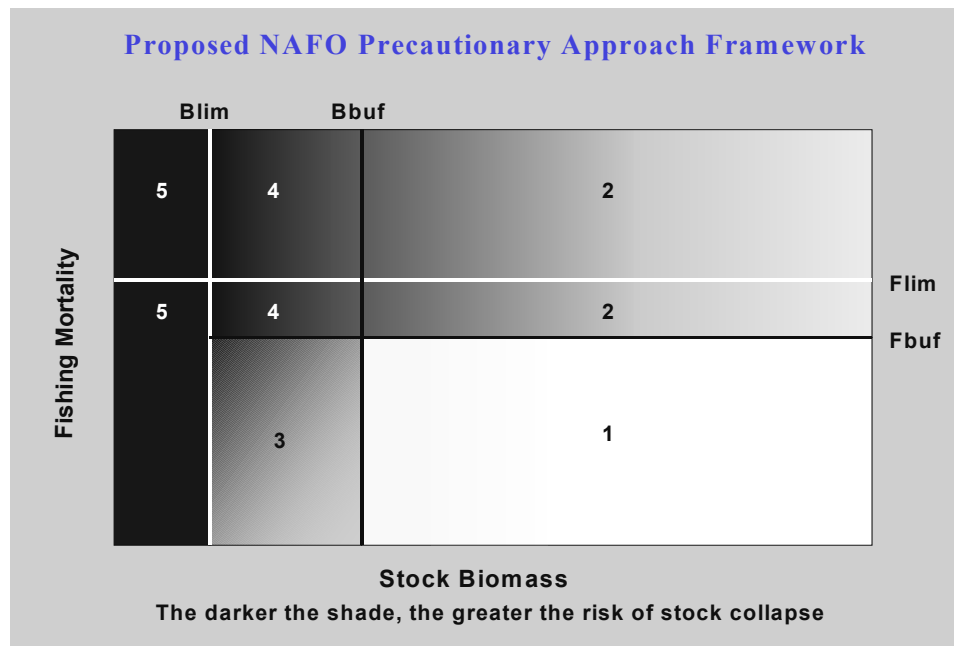 Proposed NAFO Precautionary Approach Framework
Blim Bbuf
5 4 2
Flim
5 4 2
Fbuf
3 1
Fishing Mortality
Stock Biomass
The darker the shade, the greater the risk of stock collapse